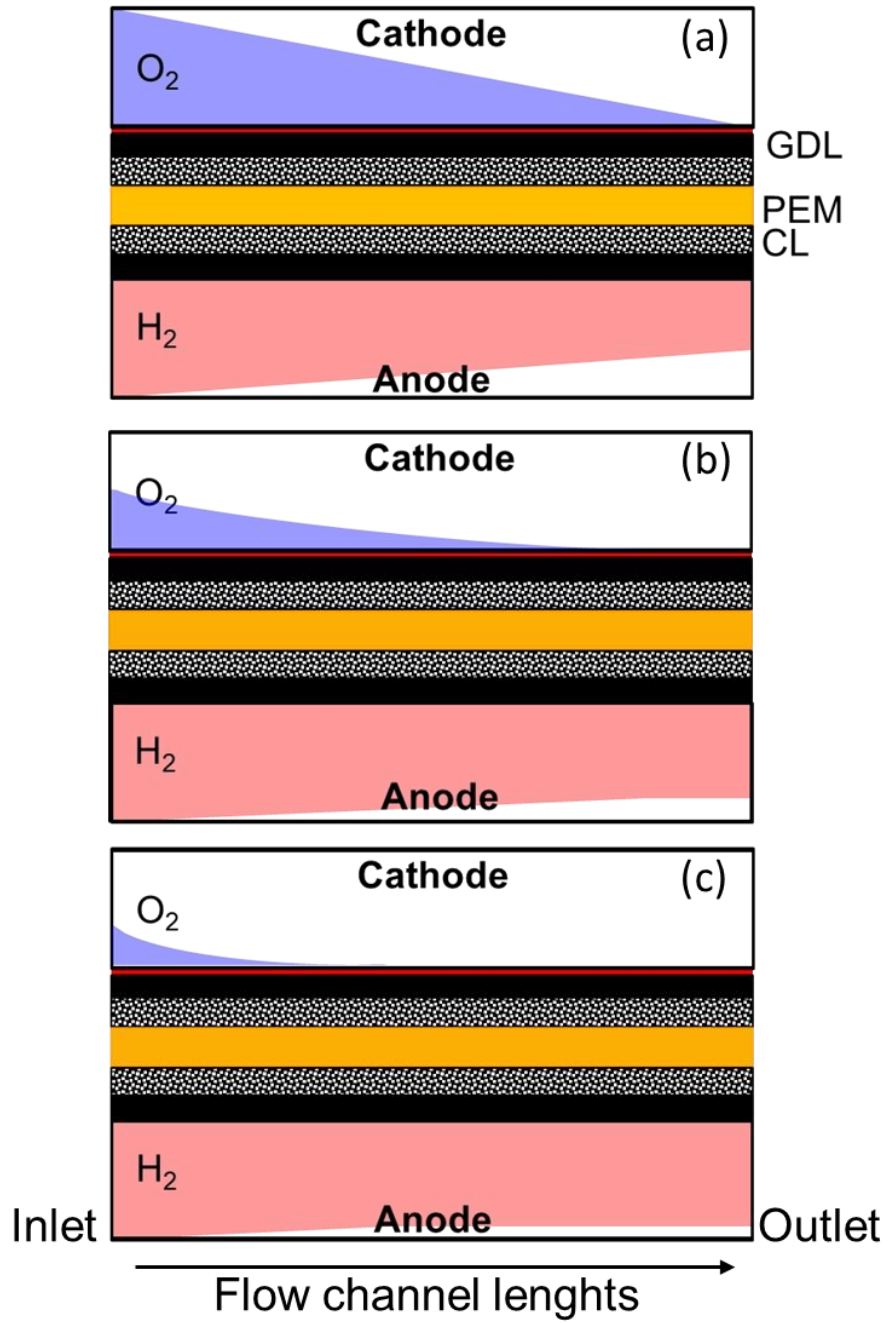 Cathode (a)
O2
GDL
PEM
CL
H2
Anode
Cathode (b)
O2
H2
Anode
Cathode (c)
O2
H2
Inlet Anode Outlet
Flow channel lenghts